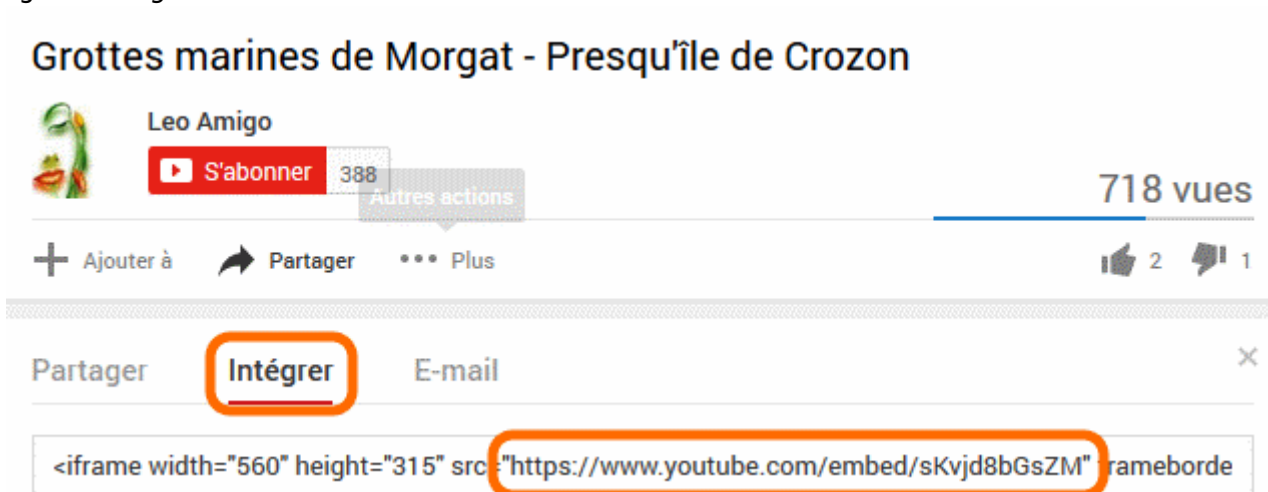 Grottes marines de Morgat - Presqu'île de Crozon
Leo Amigo
S'abonner 388
Autres actions
718 vues
Ajouter à Partager Plus 2 1
Partager Intégrer E-mail
<iframe width="560" height="315" src="https://www.youtube.com/embed/sKvjd8bGsZM" frameborde